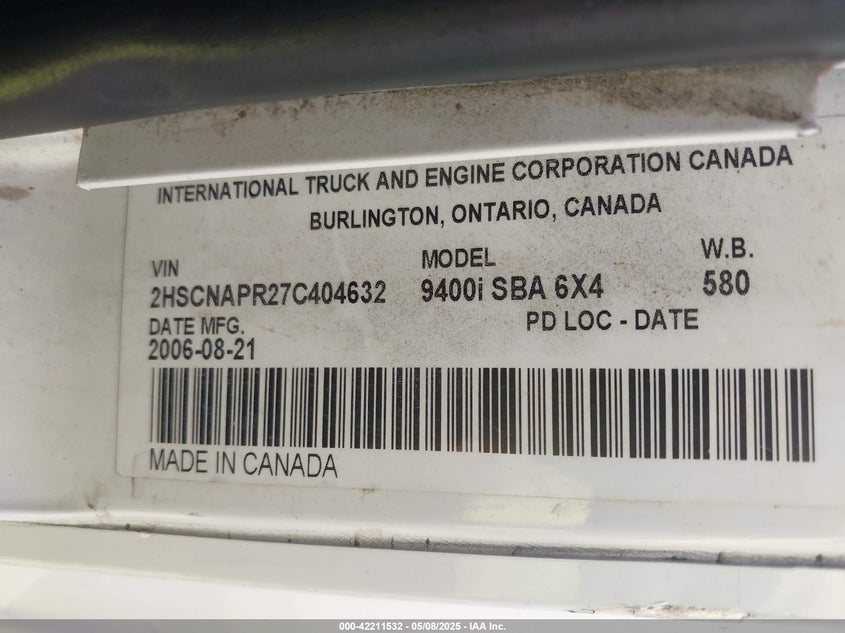 INTERNATIONAL TRUCK AND ENGINE CORPORATION CANADA
BURLINGTON, ONTARIO, CANADA
VIN MODEL W.B.
2HSCNAPR27C404632 9400i SBA 6X4 580
DATE MFG. PD LOC - DATE
2006-08-21
MADE IN CANADA
000-42211532 - 05/08/2025 - IAA Inc.